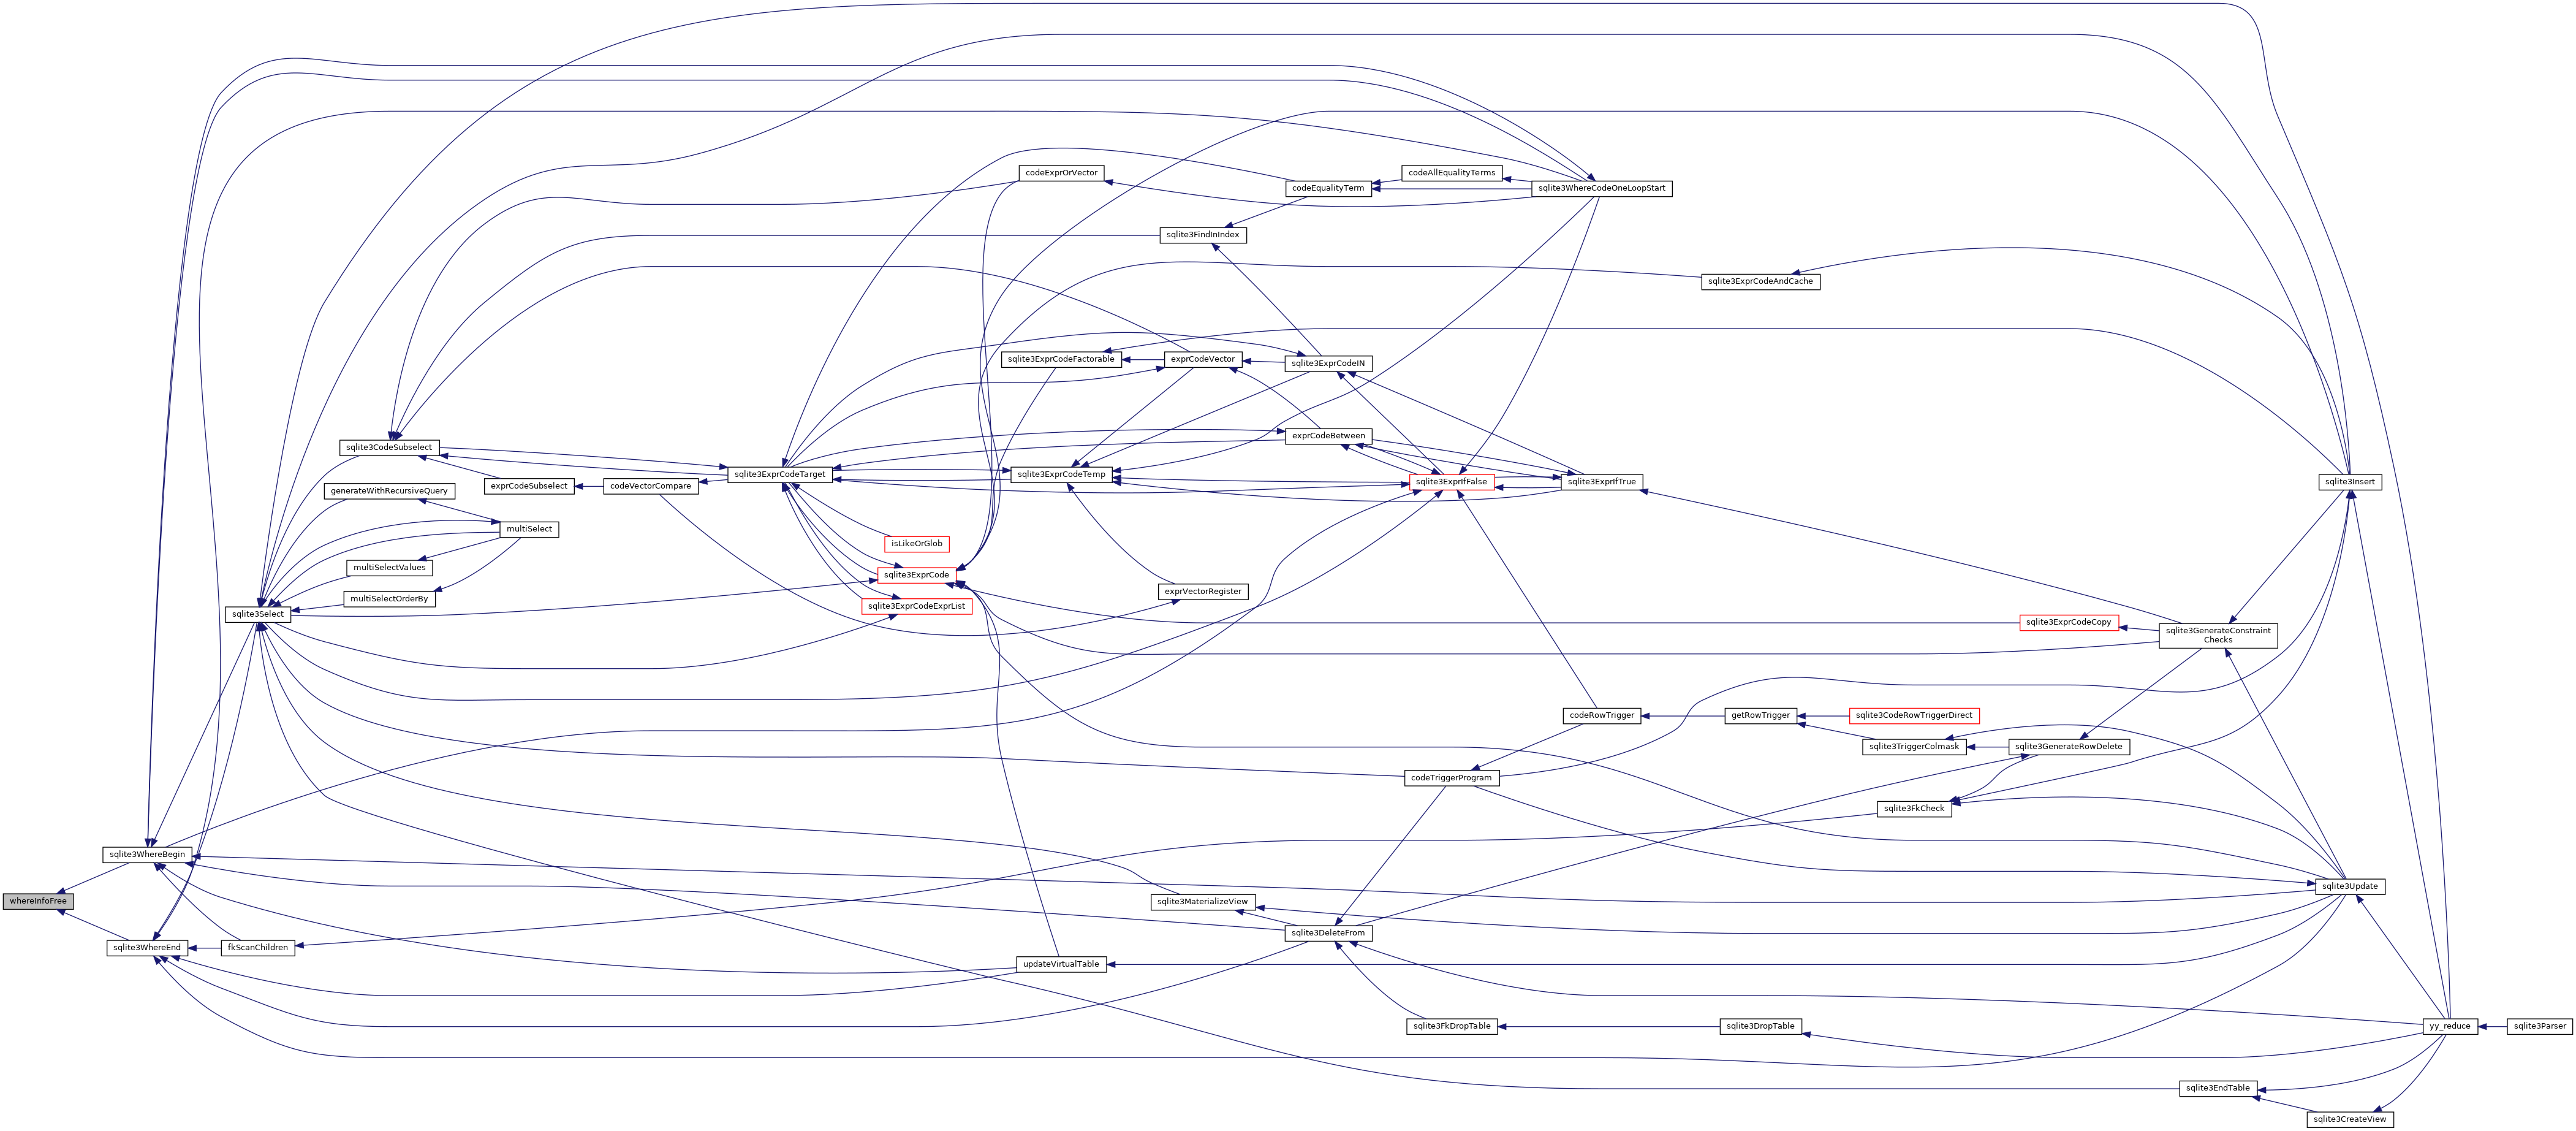 whereInfoFree
sqlite3WhereBegin
sqlite3WhereEnd
sqlite3Select
fkScanChildren
sqlite3CodeSubselect
generateWithRecursiveQuery
multiSelectValues
multiSelectOrderBy
exprCodeSubselect
multiSelect
codeVectorCompare
sqlite3ExprCodeTarget
isLikeOrGlob
sqlite3ExprCode
sqlite3ExprCodeExprList
codeExprOrVector
sqlite3ExprCodeFactorable
sqlite3ExprCodeTemp
updateVirtualTable
sqlite3FindInIndex
exprCodeVector
exprVectorRegister
sqlite3MaterializeView
codeEqualityTerm
sqlite3ExprCodeIN
exprCodeBetween
sqlite3DeleteFrom
codeAllEqualityTerms
sqlite3ExprIfFalse
codeTriggerProgram
sqlite3FkDropTable
sqlite3WhereCodeOneLoopStart
sqlite3ExprIfTrue
codeRowTrigger
sqlite3ExprCodeAndCache
getRowTrigger
sqlite3DropTable
sqlite3CodeRowTriggerDirect
sqlite3TriggerColmask
sqlite3FkCheck
sqlite3ExprCodeCopy
sqlite3GenerateRowDelete
sqlite3GenerateConstraint
Checks
sqlite3EndTable
sqlite3Insert
sqlite3Update
sqlite3CreateView
yy_reduce
sqlite3Parser